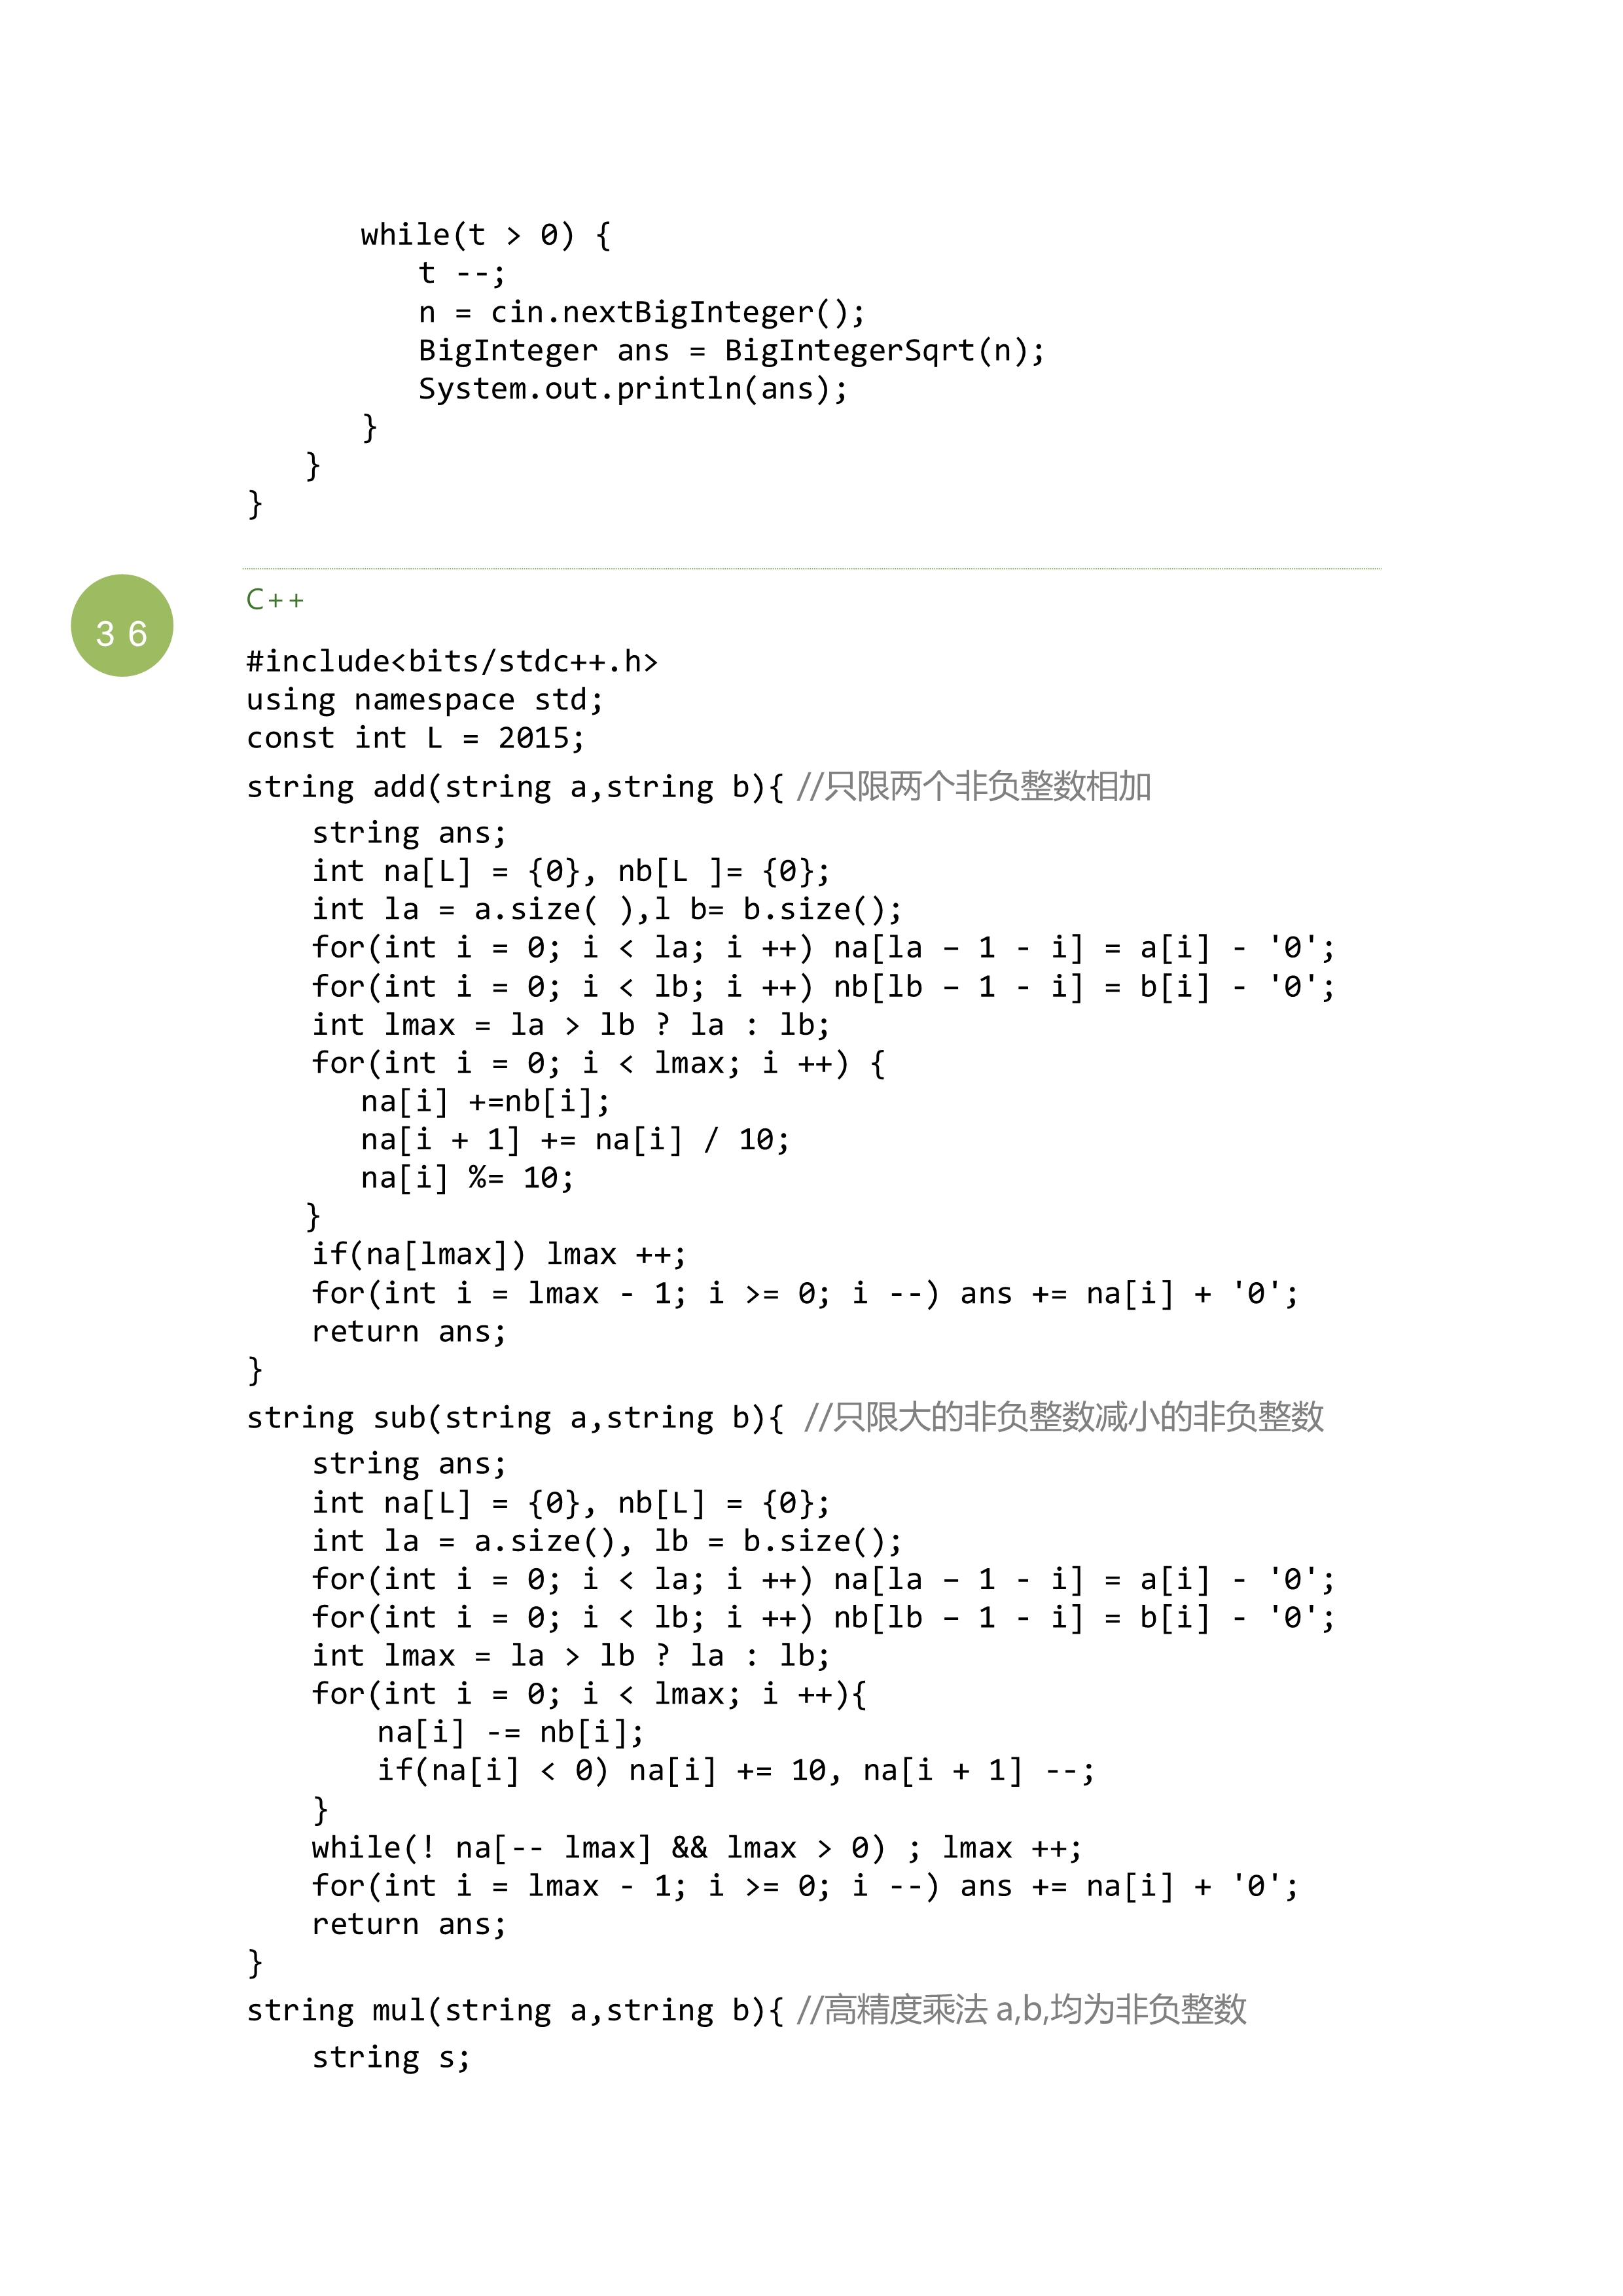 while(t > 0) {
t --;
n = cin.nextBigInteger();
BigInteger ans = BigIntegerSqrt(n);
System.out.println(ans);
}
}
}
C++
36
#include<bits/stdc++.h>
using namespace std;
const int L = 2015;
string add(string a,string b){ //只限两个非负整数相加
string ans;
int na[L] = {0}, nb[L ]= {0};
int la = a.size( ),l b= b.size();
for(int i = 0; i < la; i ++) na[la – 1 - i] = a[i] - '0';
for(int i = 0; i < lb; i ++) nb[lb – 1 - i] = b[i] - '0';
int lmax = la > lb ? la : lb;
for(int i = 0; i < lmax; i ++) {
na[i] +=nb[i];
na[i + 1] += na[i] / 10;
na[i] %= 10;
}
if(na[lmax]) lmax ++;
for(int i = lmax - 1; i >= 0; i --) ans += na[i] + '0';
return ans;
}
string sub(string a,string b){ //只限大的非负整数减小的非负整数
string ans;
int na[L] = {0}, nb[L] = {0};
int la = a.size(), lb = b.size();
for(int i = 0; i < la; i ++) na[la – 1 - i] = a[i] - '0';
for(int i = 0; i < lb; i ++) nb[lb – 1 - i] = b[i] - '0';
int lmax = la > lb ? la : lb;
for(int i = 0; i < lmax; i ++){
na[i] -= nb[i];
if(na[i] < 0) na[i] += 10, na[i + 1] --;
}
while(! na[-- lmax] && lmax > 0) ; lmax ++;
for(int i = lmax - 1; i >= 0; i --) ans += na[i] + '0';
return ans;
}
string mul(string a,string b){ //高精度乘法 a,b,均为非负整数
string s;